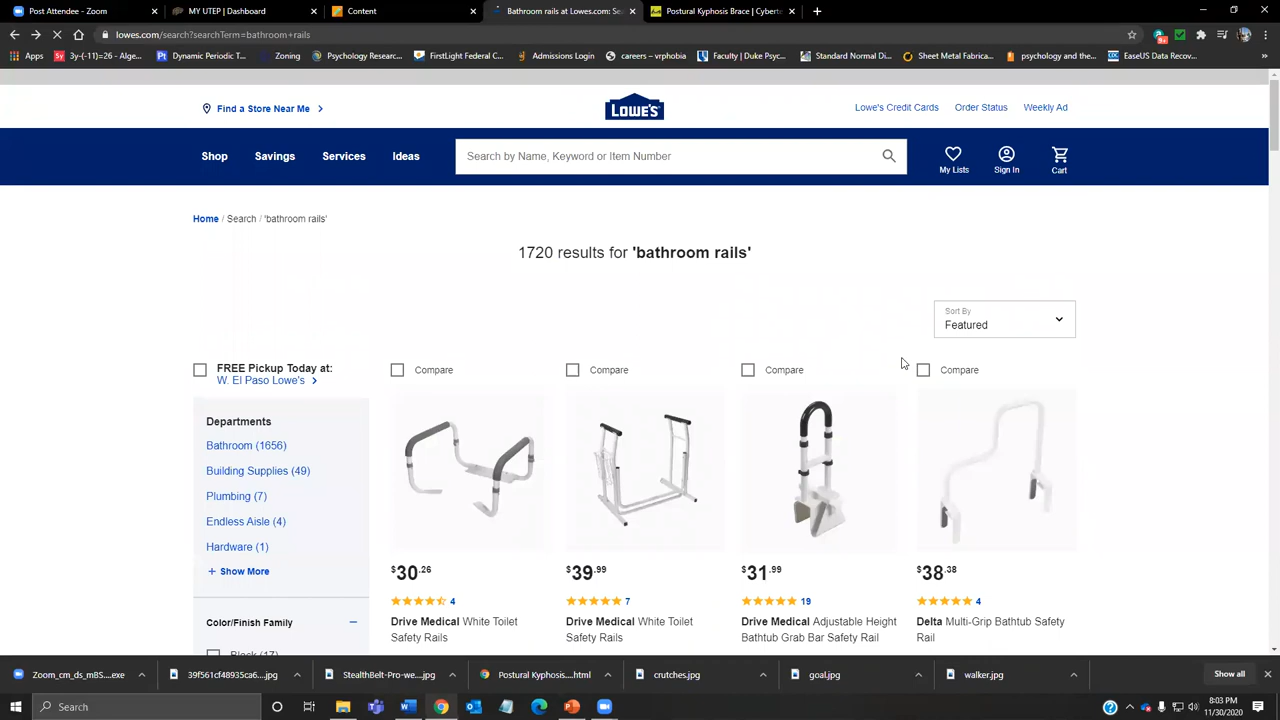 Post Attendee - Zoom
MY UTEP | Dashboard
Content
Bathroom rails at Lowes.com: Se
Postural Kyphosis Brace | Cyberte
lowes.com/search?searchTerm=bathroom+rails
Apps
3y-(-11)=26 - Alge...
Dynamic Periodic T...
Zoning
Psychology Researc...
FirstLight Federal C...
Admissions Login
careers – vrphobia
Faculty | Duke Psyc...
Standard Normal Di...
Sheet Metal Fabrica...
psychology and the...
EaseUS Data Recov...
Find a Store Near Me
LOWE'S
Lowe's Credit Cards
Order Status
Weekly Ad
Shop
Savings
Services
Ideas
Search by Name, Keyword or Item Number
My Lists
Sign In
Cart
Home / Search / 'bathroom rails'
1720 results for 'bathroom rails'
Sort By
Featured
FREE Pickup Today at:
W. El Paso Lowe's
Compare
Compare
Compare
Compare
Departments
Bathroom (1656)
Building Supplies (49)
Plumbing (7)
Endless Aisle (4)
Hardware (1)
+ Show More
Color/Finish Family
Black (17)
$30.26
4
Drive Medical White Toilet
Safety Rails
$39.99
7
Drive Medical White Toilet
Safety Rails
$31.99
19
Drive Medical Adjustable Height
Bathtub Grab Bar Safety Rail
$38.38
4
Delta Multi-Grip Bathtub Safety
Rail
Zoom_cm_ds_mBS....exe
39f561cf48935ca6....jpg
StealthBelt-Pro-we....jpg
Postural Kyphosis....html
crutches.jpg
goal.jpg
walker.jpg
Show all
Search
8:03 PM
11/30/2020